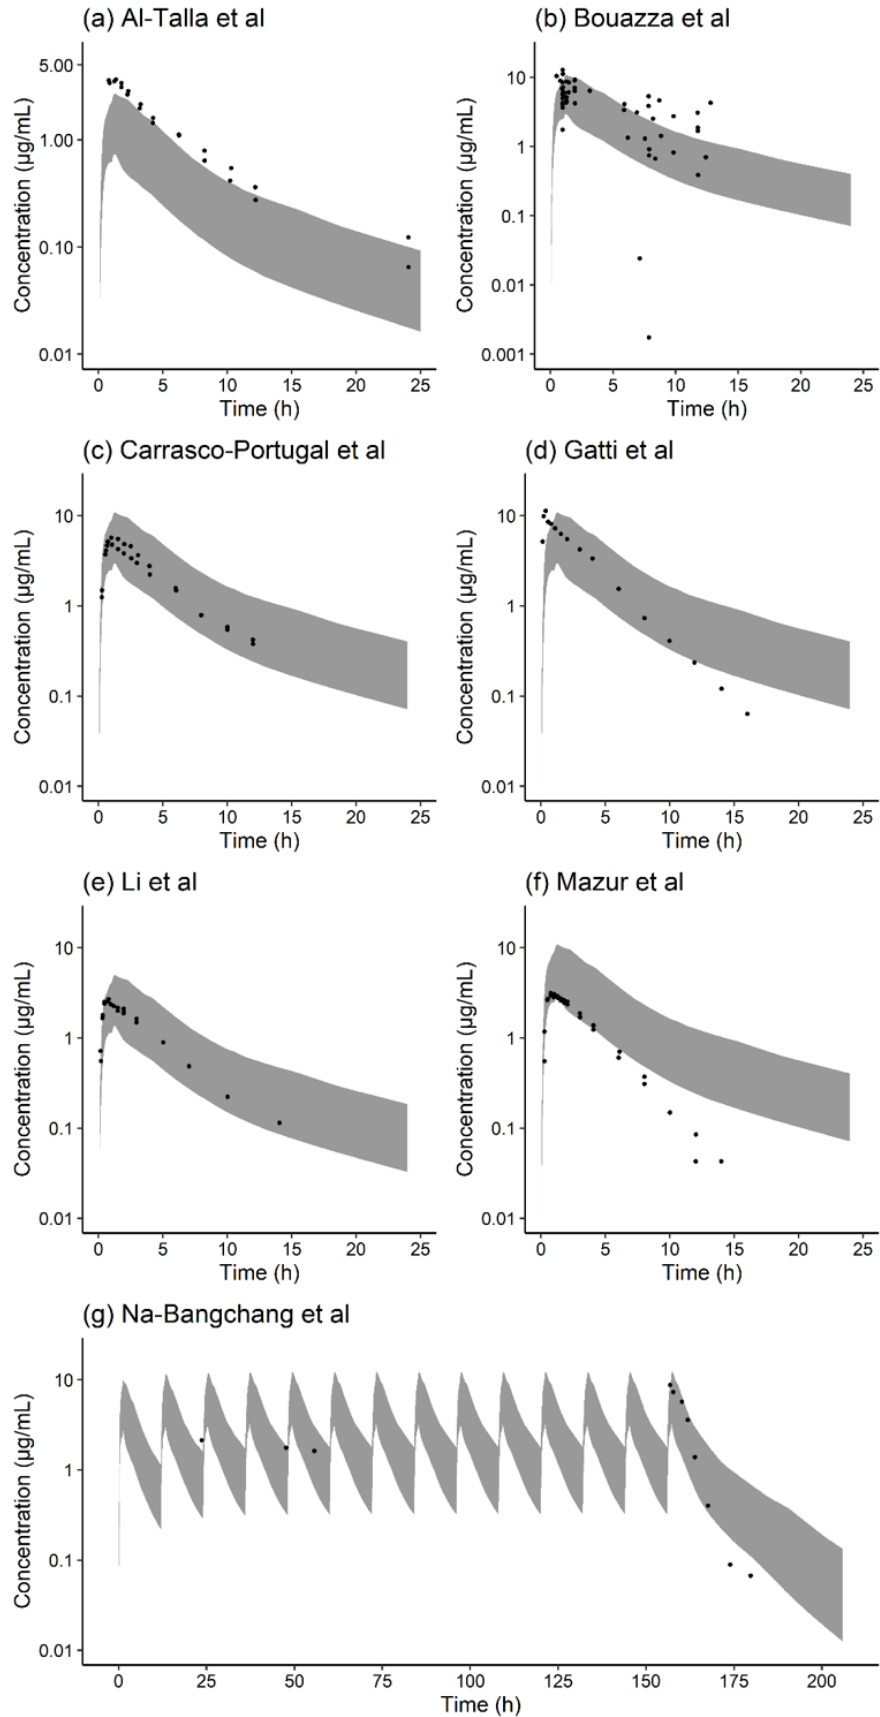 (a) Al-Talla et al
Concentration (μg/mL)
5.00
1.00
0.10
0.01
0 5 10 15 20 25
Time (h)
(b) Bouazza et al
Concentration (μg/mL)
10
1
0.1
0.01
0.001
0 5 10 15 20 25
Time (h)
(c) Carrasco-Portugal et al
Concentration (μg/mL)
10
1
0.1
0.01
0 5 10 15 20 25
Time (h)
(d) Gatti et al
Concentration (μg/mL)
10
1
0.1
0.01
0 5 10 15 20 25
Time (h)
(e) Li et al
Concentration (μg/mL)
10
1
0.1
0.01
0 5 10 15 20 25
Time (h)
(f) Mazur et al
Concentration (μg/mL)
10
1
0.1
0.01
0 5 10 15 20 25
Time (h)
(g) Na-Bangchang et al
Concentration (μg/mL)
10
1
0.1
0.01
0 25 50 75 100 125 150 175 200
Time (h)